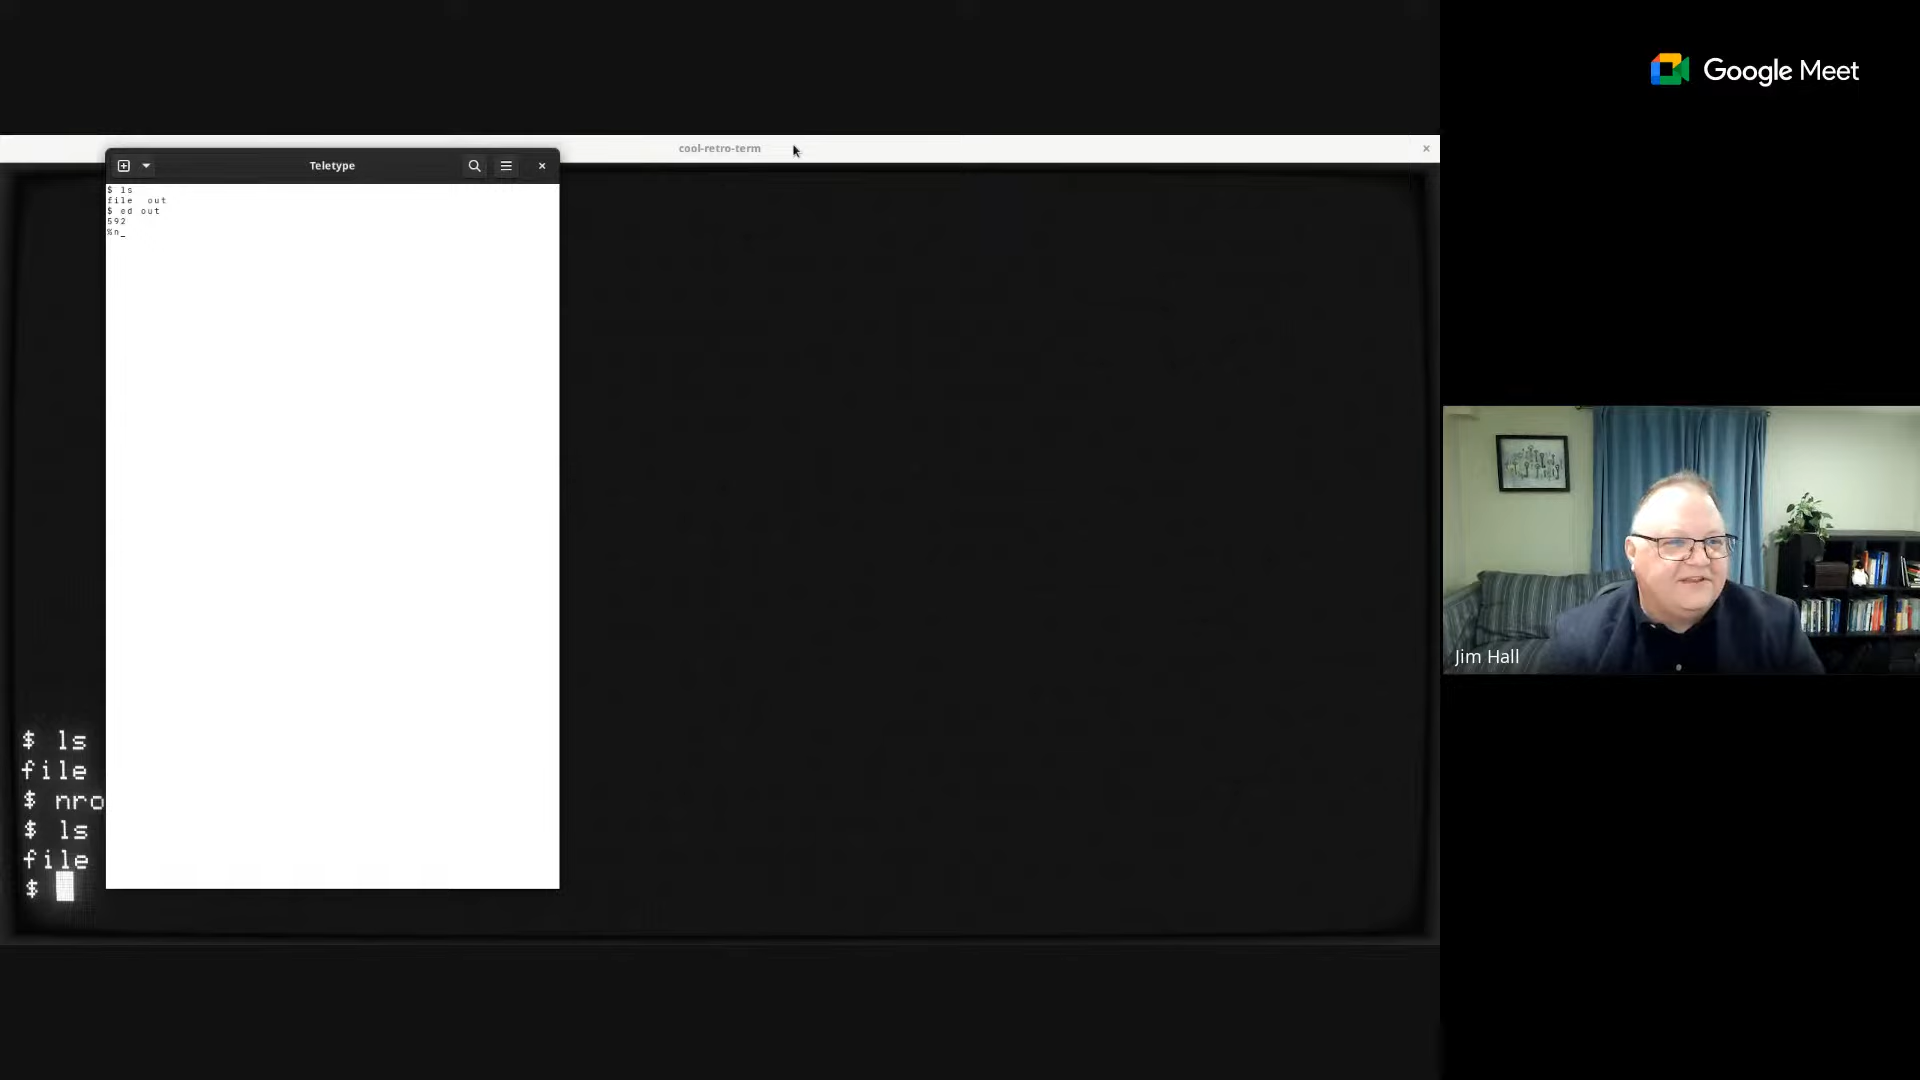 Google Meet
cool-retro-term
Teletype
$ ls
file out
$ ed out
592
%n_
$ ls
file
$ nro
$ ls
file
$
Jim Hall